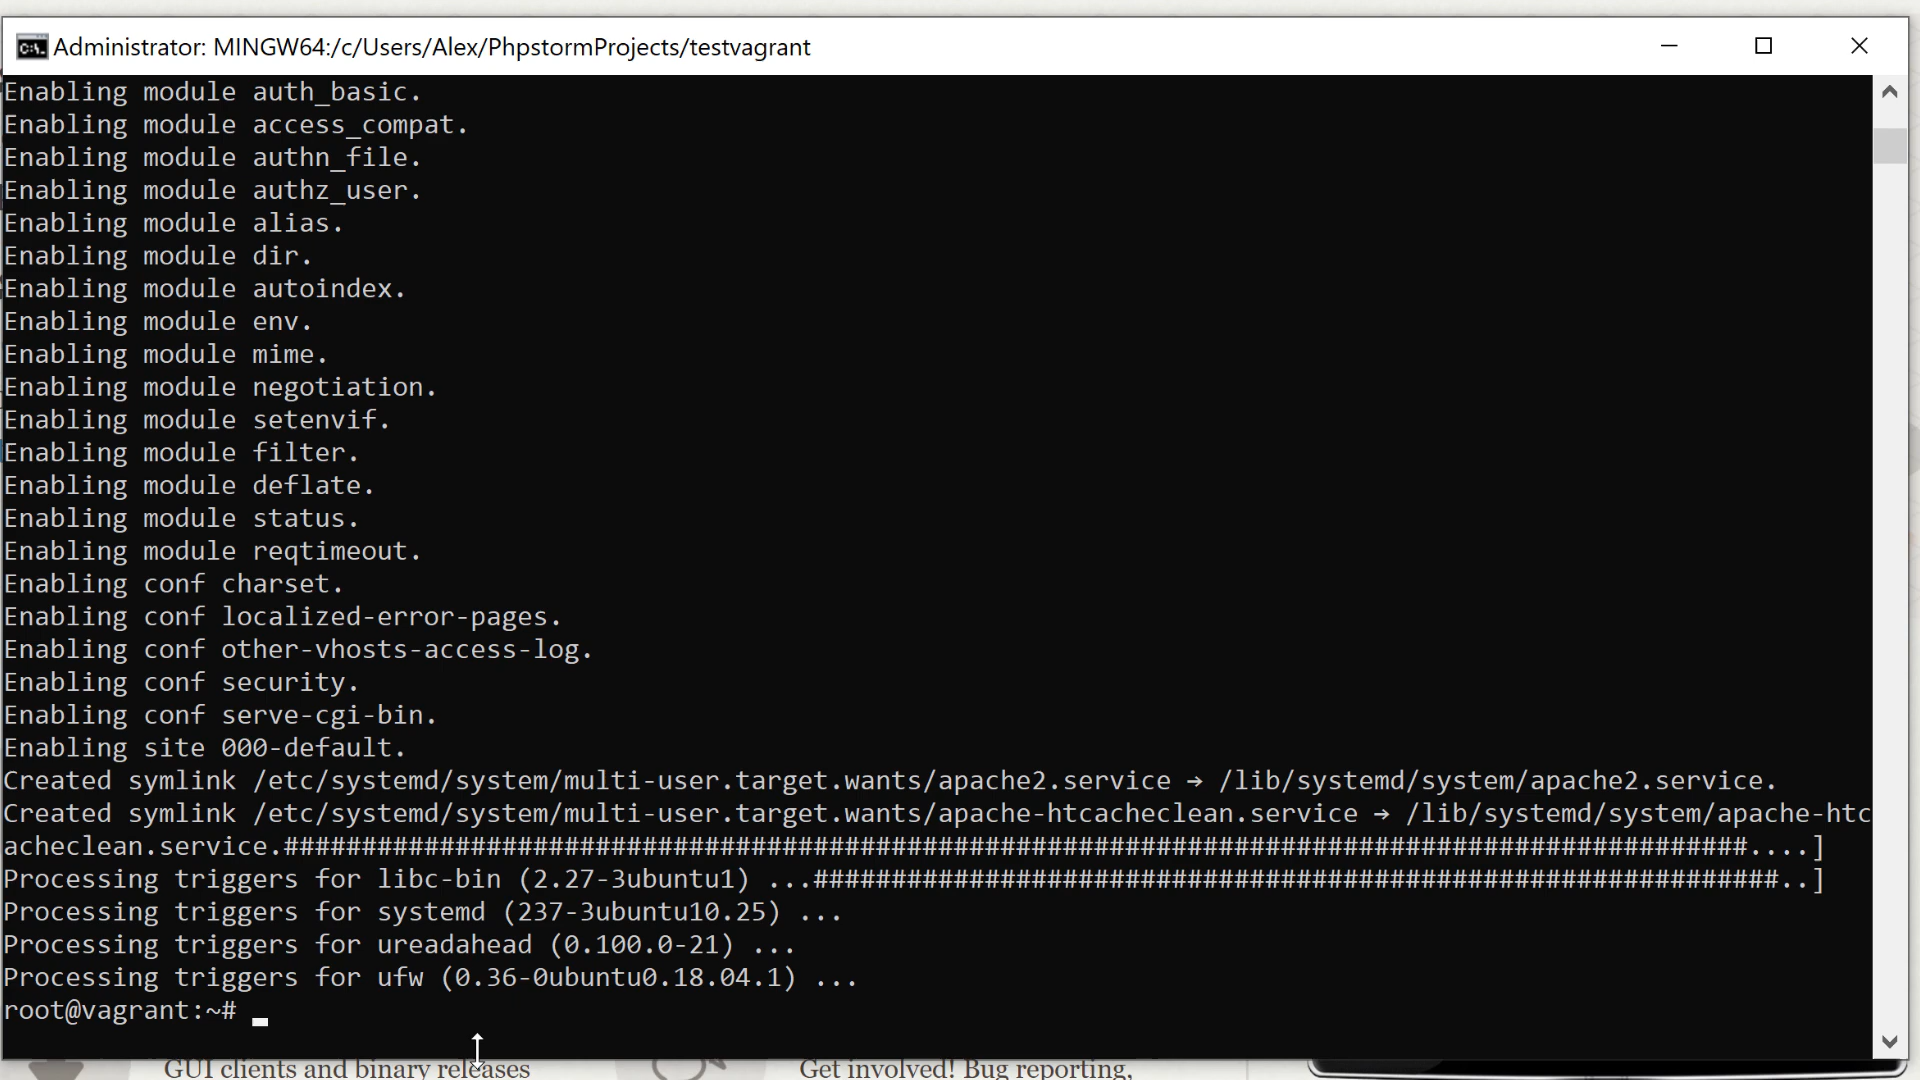 Administrator: MINGW64:/c/Users/Alex/PhpstormProjects/testvagrant
Enabling module auth_basic.
Enabling module access_compat.
Enabling module authn_file.
Enabling module authz_user.
Enabling module alias.
Enabling module dir.
Enabling module autoindex.
Enabling module env.
Enabling module mime.
Enabling module negotiation.
Enabling module setenvif.
Enabling module filter.
Enabling module deflate.
Enabling module status.
Enabling module reqtimeout.
Enabling conf charset.
Enabling conf localized-error-pages.
Enabling conf other-vhosts-access-log.
Enabling conf security.
Enabling conf serve-cgi-bin.
Enabling site 000-default.
Created symlink /etc/systemd/system/multi-user.target.wants/apache2.service → /lib/systemd/system/apache2.service.
Created symlink /etc/systemd/system/multi-user.target.wants/apache-htcacheclean.service → /lib/systemd/system/apache-htc
acheclean.service.##############################################################################################....]
Processing triggers for libc-bin (2.27-3ubuntu1) ...##############################################################..]
Processing triggers for systemd (237-3ubuntu10.25) ...
Processing triggers for ureadahead (0.100.0-21) ...
Processing triggers for ufw (0.36-0ubuntu0.18.04.1) ...
root@vagrant:~#
GUI clients and binary releases
Get involved! Bug reporting,